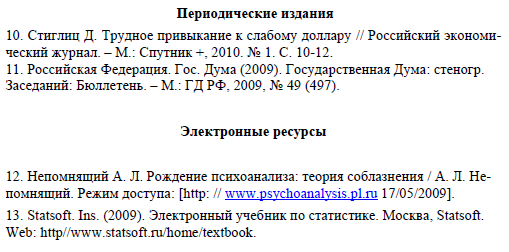 Периодические издания
10. Стиглиц Д. Трудное привыкание к слабому доллару // Российский экономи-
ческий журнал. – М.: Спутник +, 2010. № 1. С. 10-12.
11. Российская Федерация. Гос. Дума (2009). Государственная Дума: стеногр.
Заседаний: Бюллетень. – М.: ГД РФ, 2009, № 49 (497).
Электронные ресурсы
12. Непомнящий А. Л. Рождение психоанализа: теория соблазнения / А. Л. Не-
помнящий. Режим доступа: [http: // www.psychoanalysis.pl.ru 17/05/2009].
13. Statsoft. Ins. (2009). Электронный учебник по статистике. Москва, Statsoft.
Web: http//www.statsoft.ru/home/textbook.